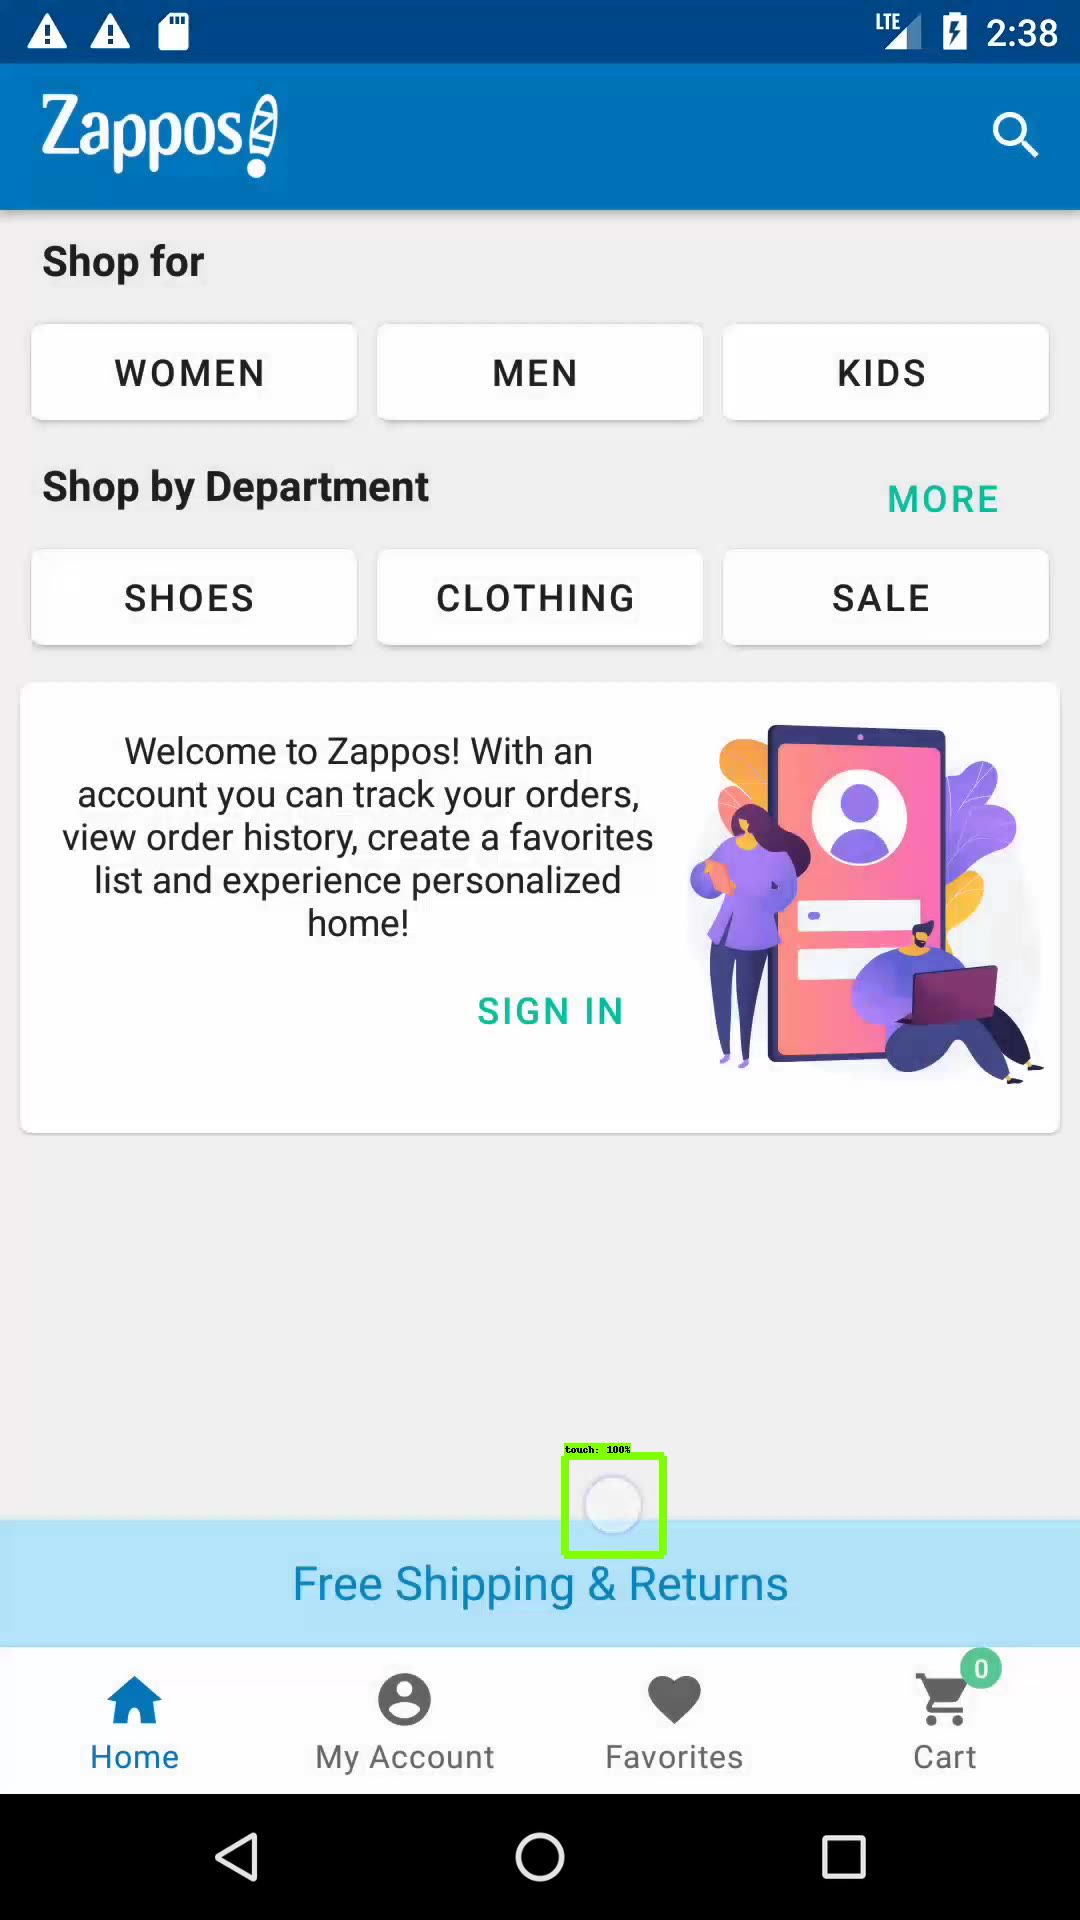 LTE 2:38
Zappos
Shop for
WOMEN MEN KIDS
Shop by Department MORE
SHOES CLOTHING SALE
Welcome to Zappos! With an
account you can track your orders,
view order history, create a favorites
list and experience personalized
home!
SIGN IN
touch: 100%
Free Shipping & Returns
0
Home My Account Favorites Cart